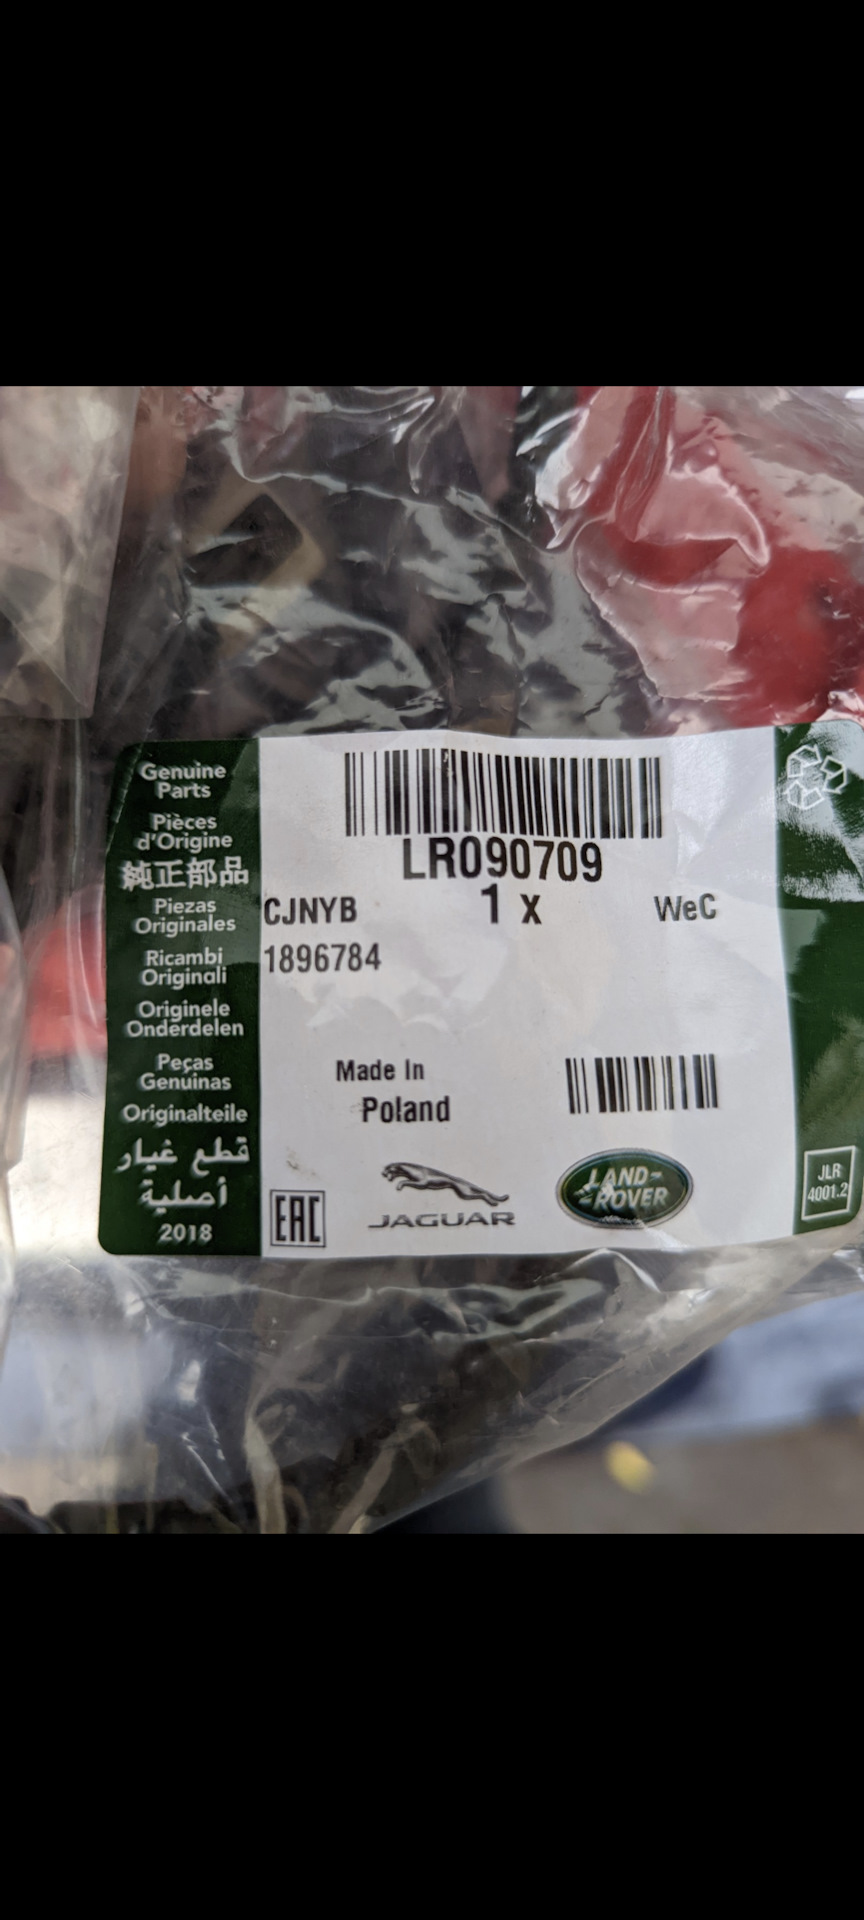 Genuine
Parts
Pièces
d'Origine
純正部品
Piezas
Originales
Ricambi
Originali
Originele
Onderdelen
Peças
Genuinas
Originalteile
قطع غيار
أصلية
2018
LR090709
CJNYB 1 x WeC
1896784
Made In
Poland
EAC
JAGUAR
LAND-
ROVER
JLR
4001.2